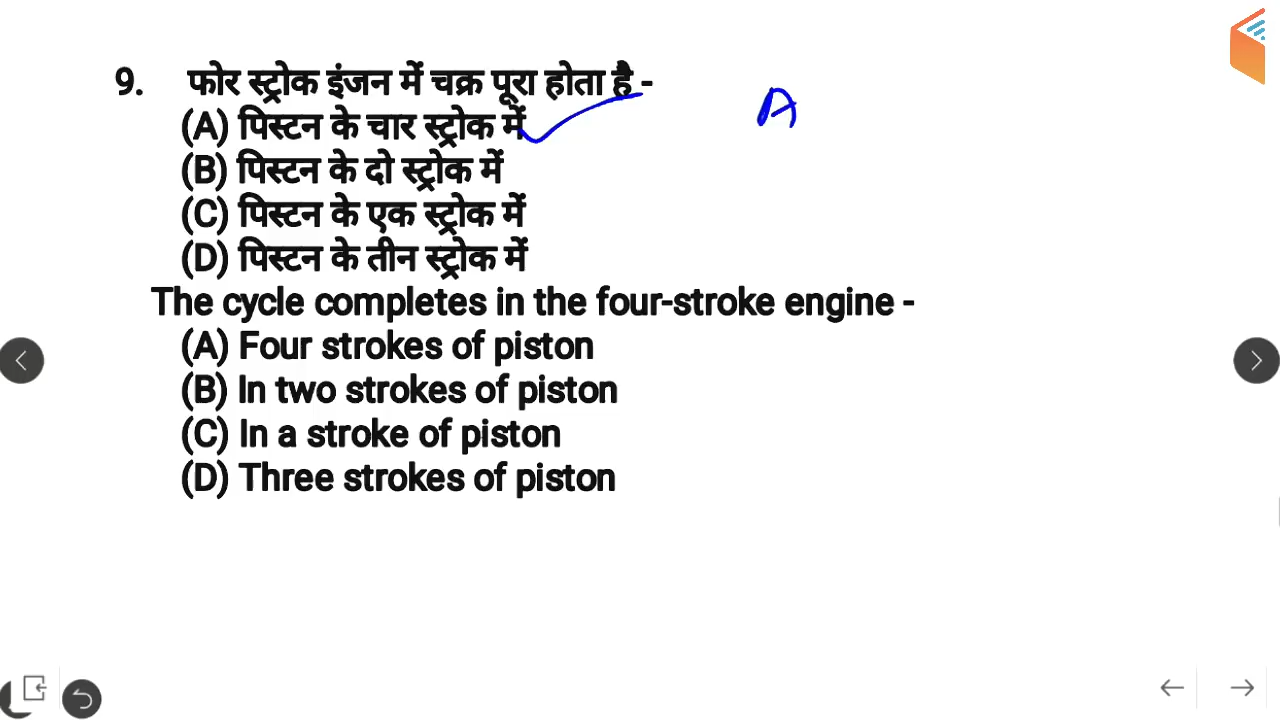 9. फोर स्ट्रोक इंजन में चक्र पूरा होता है -
A
(A) पिस्टन के चार स्ट्रोक में
(B) पिस्टन के दो स्ट्रोक में
(C) पिस्टन के एक स्ट्रोक में
(D) पिस्टन के तीन स्ट्रोक में
The cycle completes in the four-stroke engine -
(A) Four strokes of piston
(B) In two strokes of piston
(C) In a stroke of piston
(D) Three strokes of piston